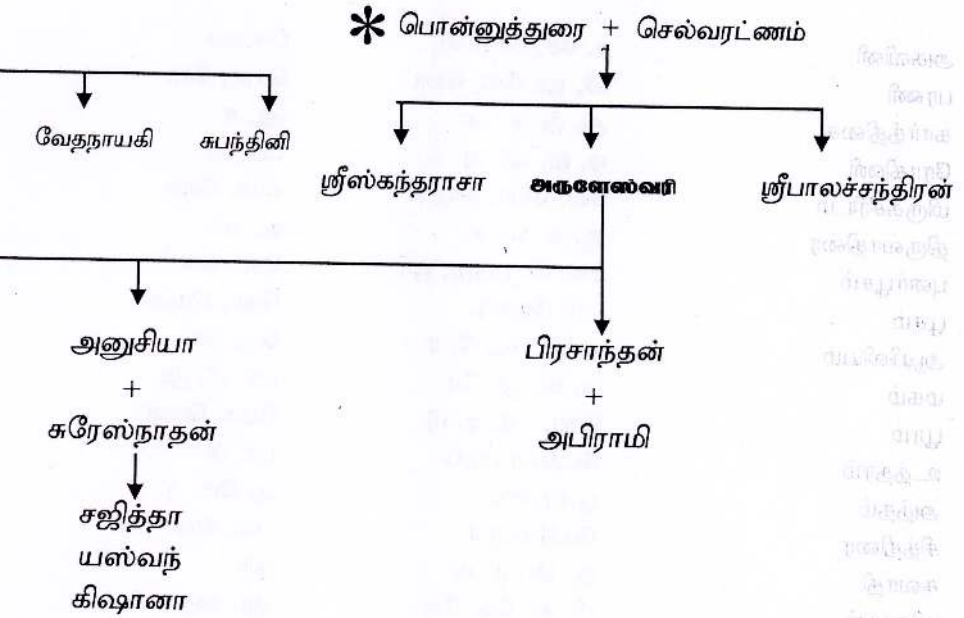 * பொன்னுத்துரை + செல்வரட்ணம்
வேதநாயகி சுபந்தினி
ஸ்ரீஸ்கந்தராசா அருளேஸ்வரி ஸ்ரீபாலச்சந்திரன்
அனுசியா பிரசாந்தன்
+ +
சுரேஸ்நாதன் அபிராமி
சஜித்தா
யஸ்வந்
கிஷானா